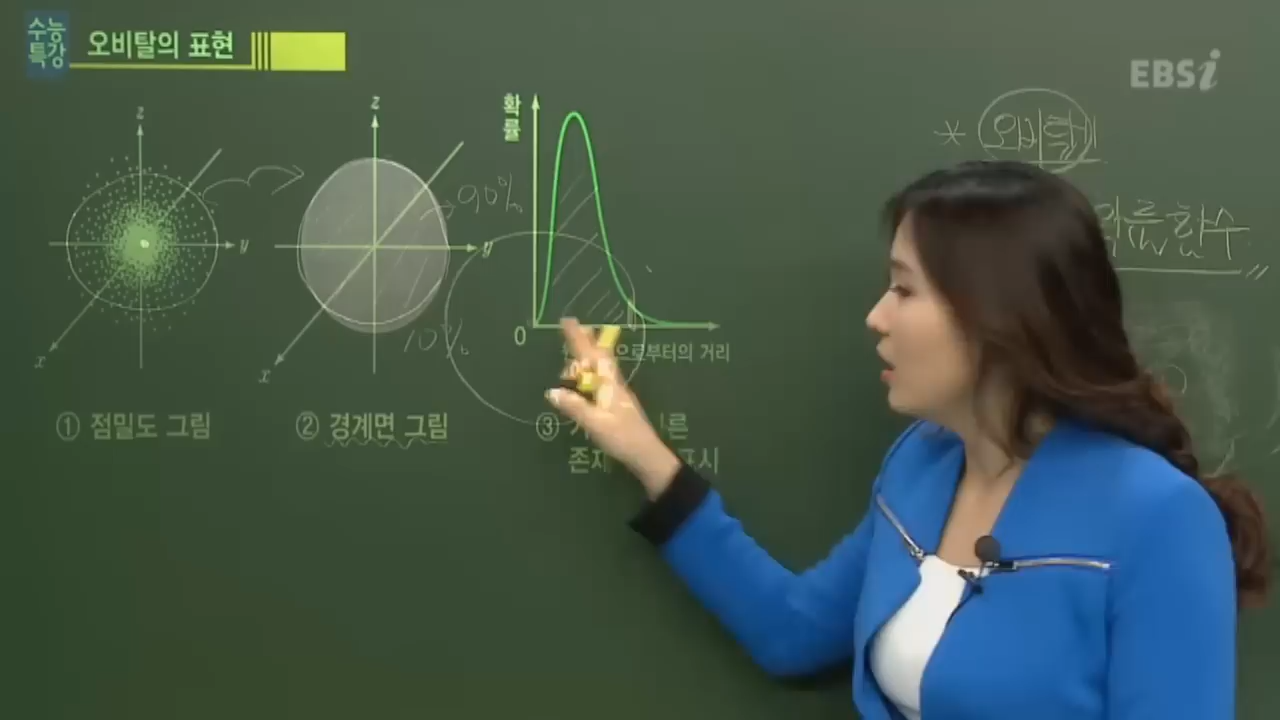 수능
특강
오비탈의 표현
EBSi
* 오비탈
확률함수
z
y
x
z
y
x
90%
10%
확률
0
으로부터의 거리
① 점밀도 그림
② 경계면 그림
③
른
존재
표시